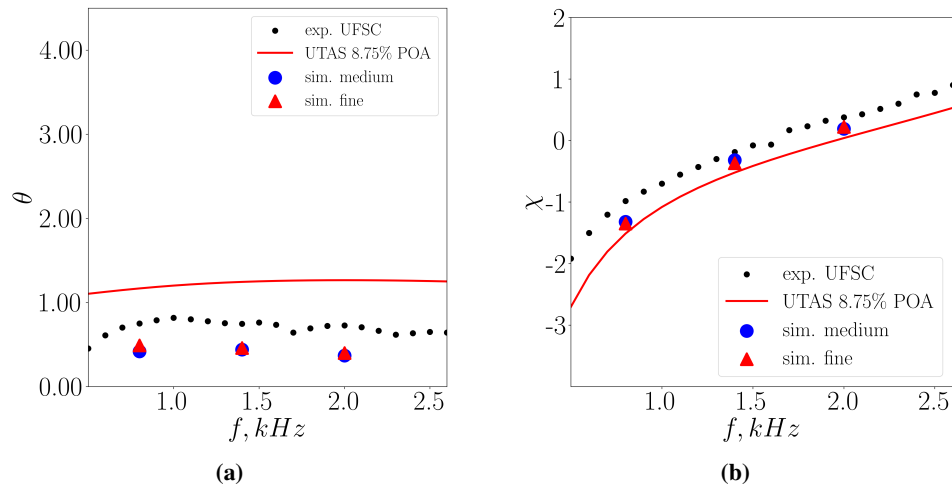 4.00
3.00
2.00
1.00
0.00
θ
1.0
1.5
2.0
2.5
f, kHz
exp. UFSC
UTAS 8.75% POA
sim. medium
sim. fine
(a)
2
1
0
-1
-2
-3
χ
1.0
1.5
2.0
2.5
f, kHz
exp. UFSC
UTAS 8.75% POA
sim. medium
sim. fine
(b)